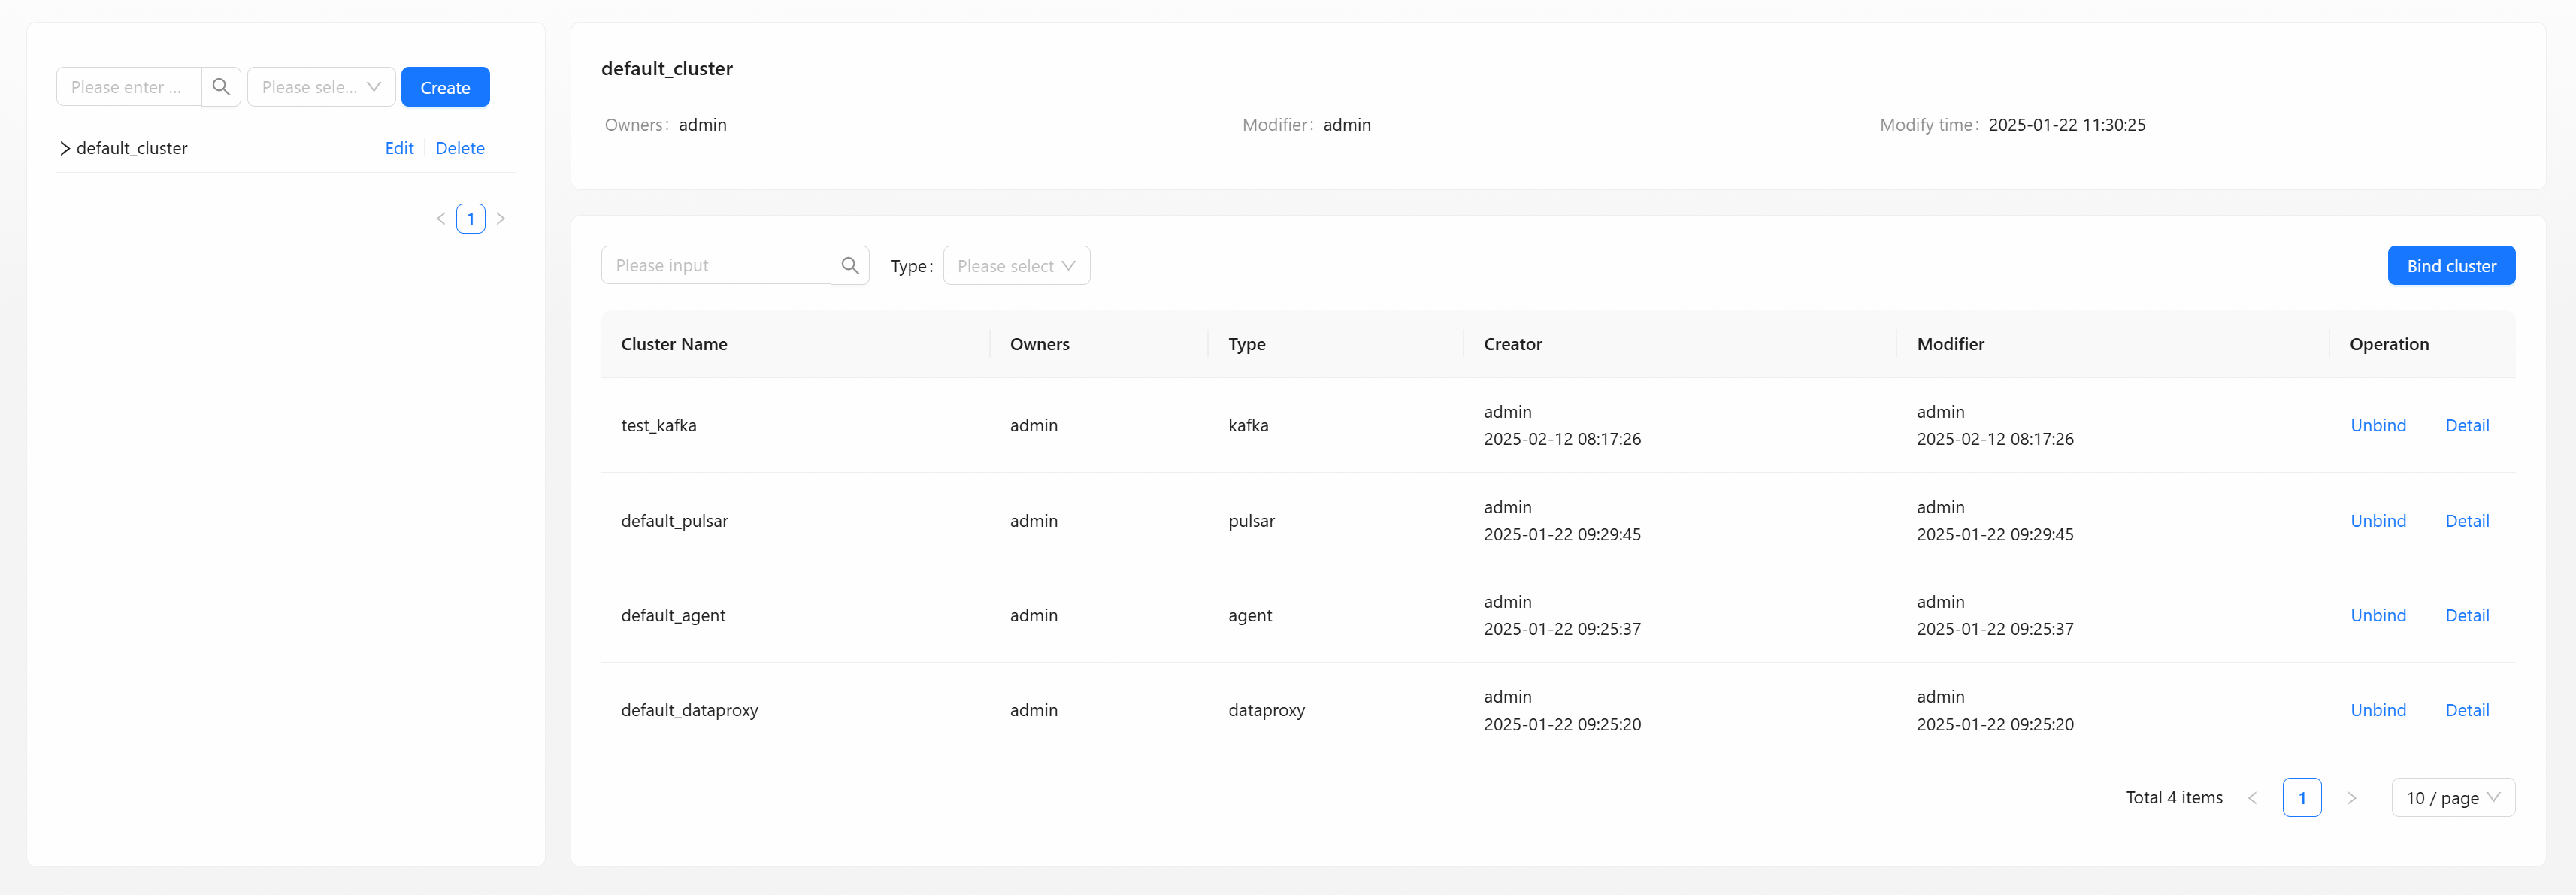 Please enter ...
Please sele...
Create
default_cluster
Edit
Delete
1
default_cluster
Owners: admin
Modifier: admin
Modify time: 2025-01-22 11:30:25
Please input
Type: Please select
Bind cluster
Cluster Name Owners Type Creator Modifier Operation
test_kafka admin kafka admin 2025-02-12 08:17:26 admin 2025-02-12 08:17:26 Unbind Detail
default_pulsar admin pulsar admin 2025-01-22 09:29:45 admin 2025-01-22 09:29:45 Unbind Detail
default_agent admin agent admin 2025-01-22 09:25:37 admin 2025-01-22 09:25:37 Unbind Detail
default_dataproxy admin dataproxy admin 2025-01-22 09:25:20 admin 2025-01-22 09:25:20 Unbind Detail
Total 4 items 1 10 / page